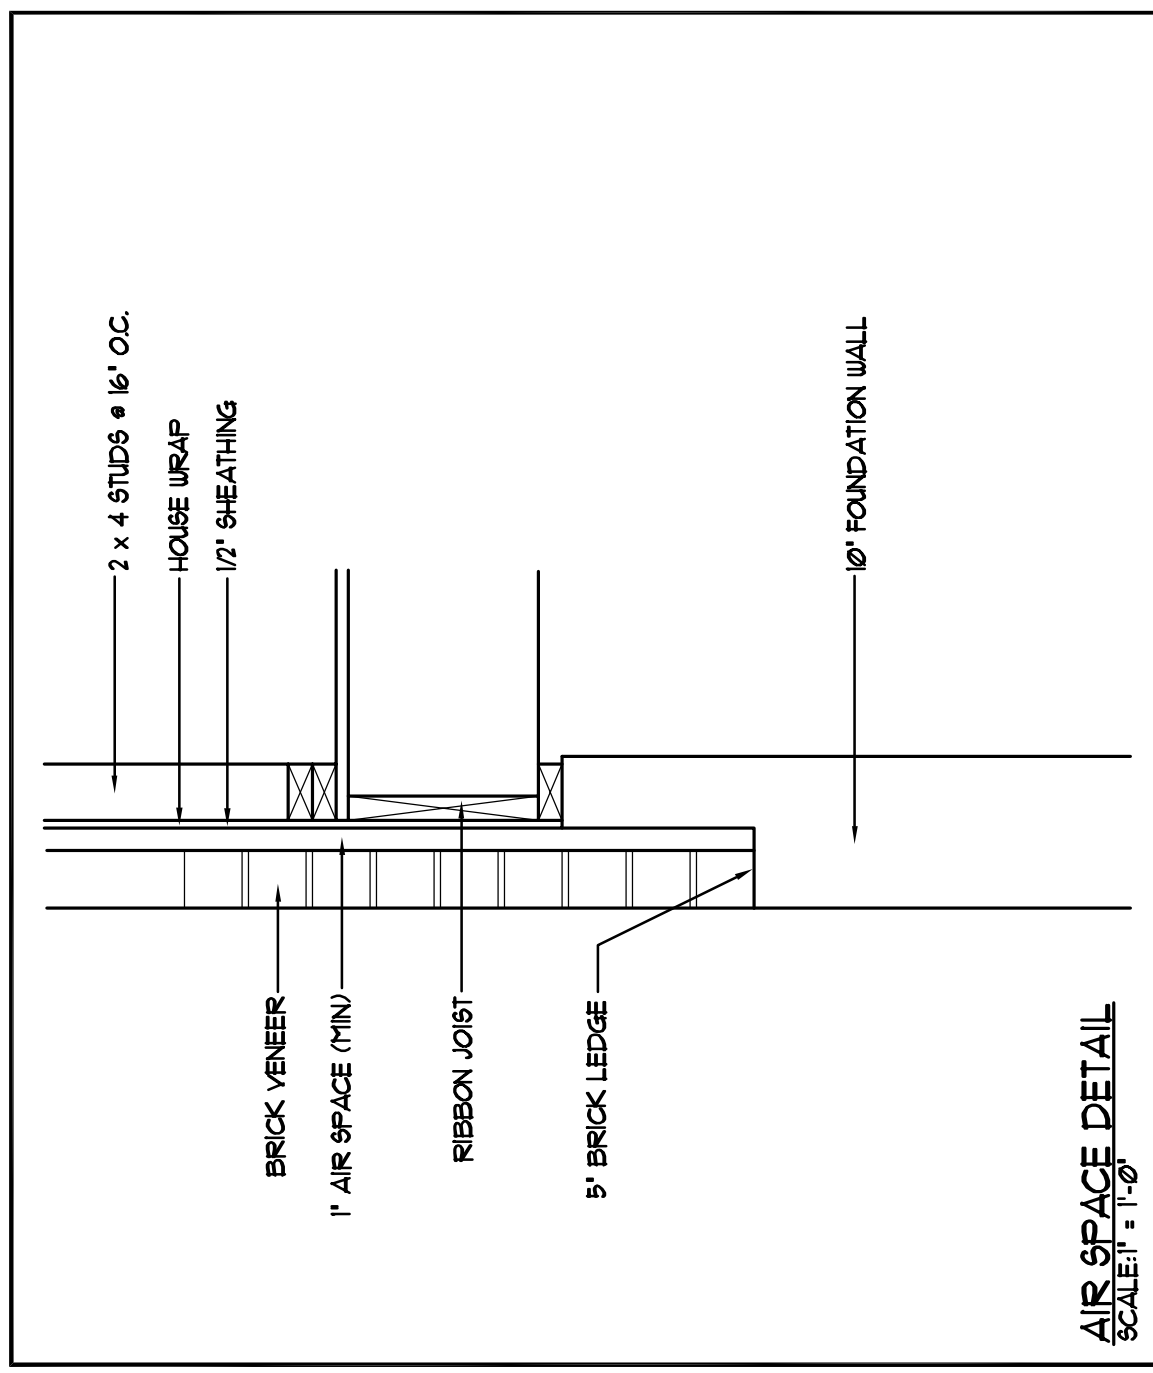 2 x 4 STUDS @ 16" O.C.
HOUSE WRAP
1/2" SHEATHING
10" FOUNDATION WALL
BRICK VENEER
1" AIR SPACE (MIN)
RIBBON JOIST
5" BRICK LEDGE
AIR SPACE DETAIL
SCALE:1" = 1'-0"